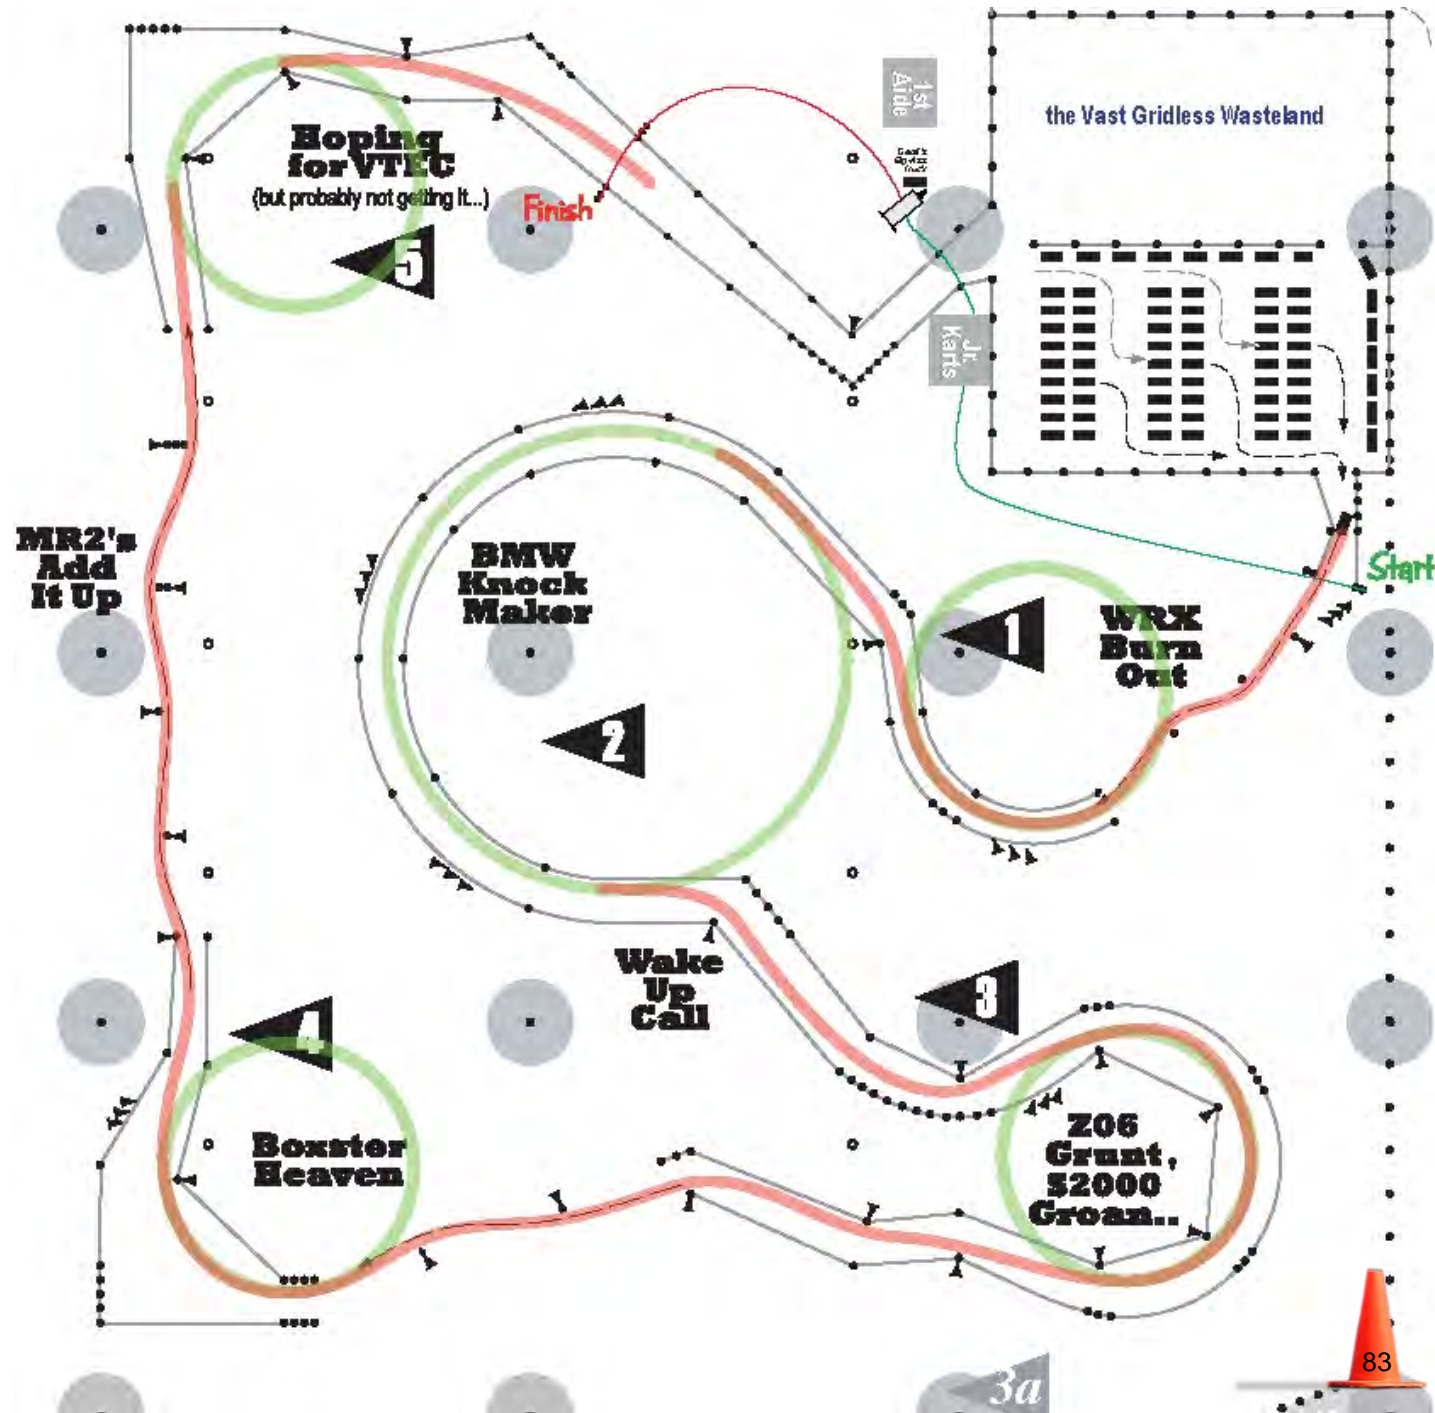 1st
Aide
the Vast Gridless Wasteland
Hoping
for VTEC
(but probably not getting it...)
Finish
5
Jr.
Karts
MR2's
Add
It Up
BMW
Knock
Maker
Start
1
WRX
Burn
Out
2
Wake
Up
Call
3
4
Boxster
Heaven
Z06
Grunt,
S2000
Groan..
83
3a